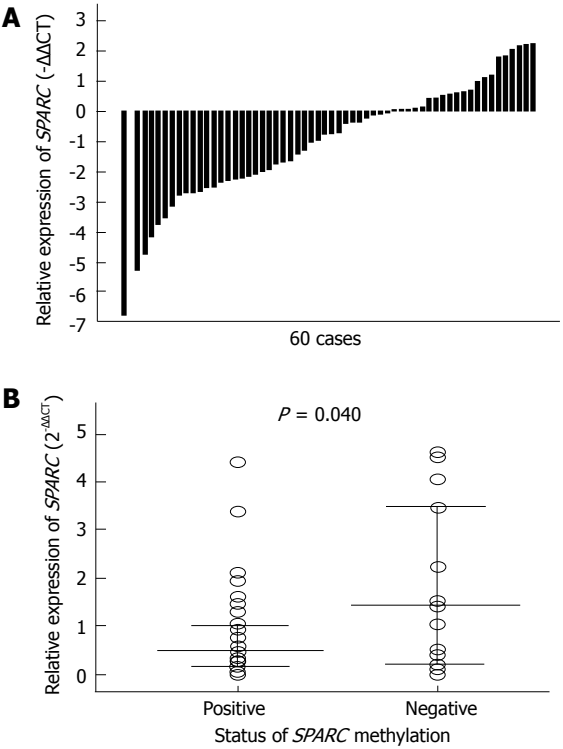 A
Relative expression of SPARC (-ΔΔCT)
3
2
1
0
-1
-2
-3
-4
-5
-6
-7
60 cases
B
P = 0.040
Relative expression of SPARC (2^-ΔΔCT)
5
4
3
2
1
0
Positive
Negative
Status of SPARC methylation